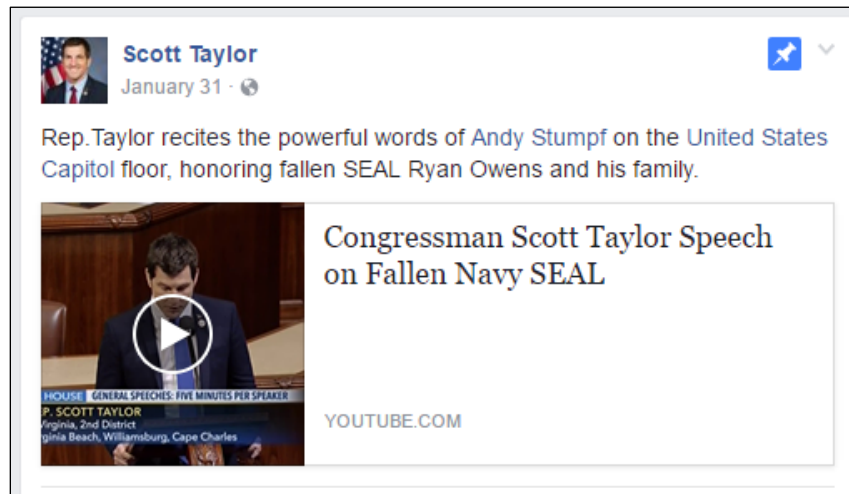 Scott Taylor
January 31 ·
Rep.Taylor recites the powerful words of Andy Stumpf on the United States
Capitol floor, honoring fallen SEAL Ryan Owens and his family.
Congressman Scott Taylor Speech
on Fallen Navy SEAL
HOUSE GENERAL SPEECHES: FIVE MINUTES PER SPEAKER
P. SCOTT TAYLOR
irginia, 2nd District
ginia Beach, Williamsburg, Cape Charles
YOUTUBE.COM